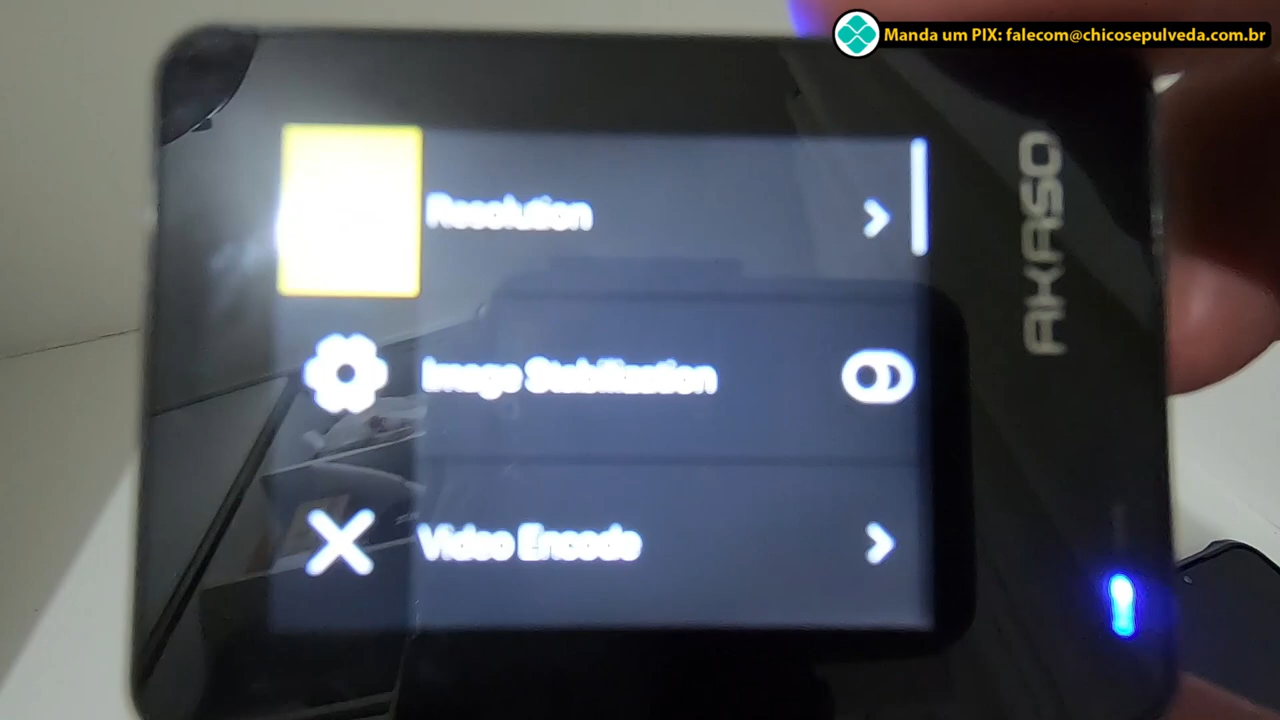 Manda um PIX: falecom@chicosepulveda.com.br
Resolution
Image Stabilization
Video Encode
AKASO